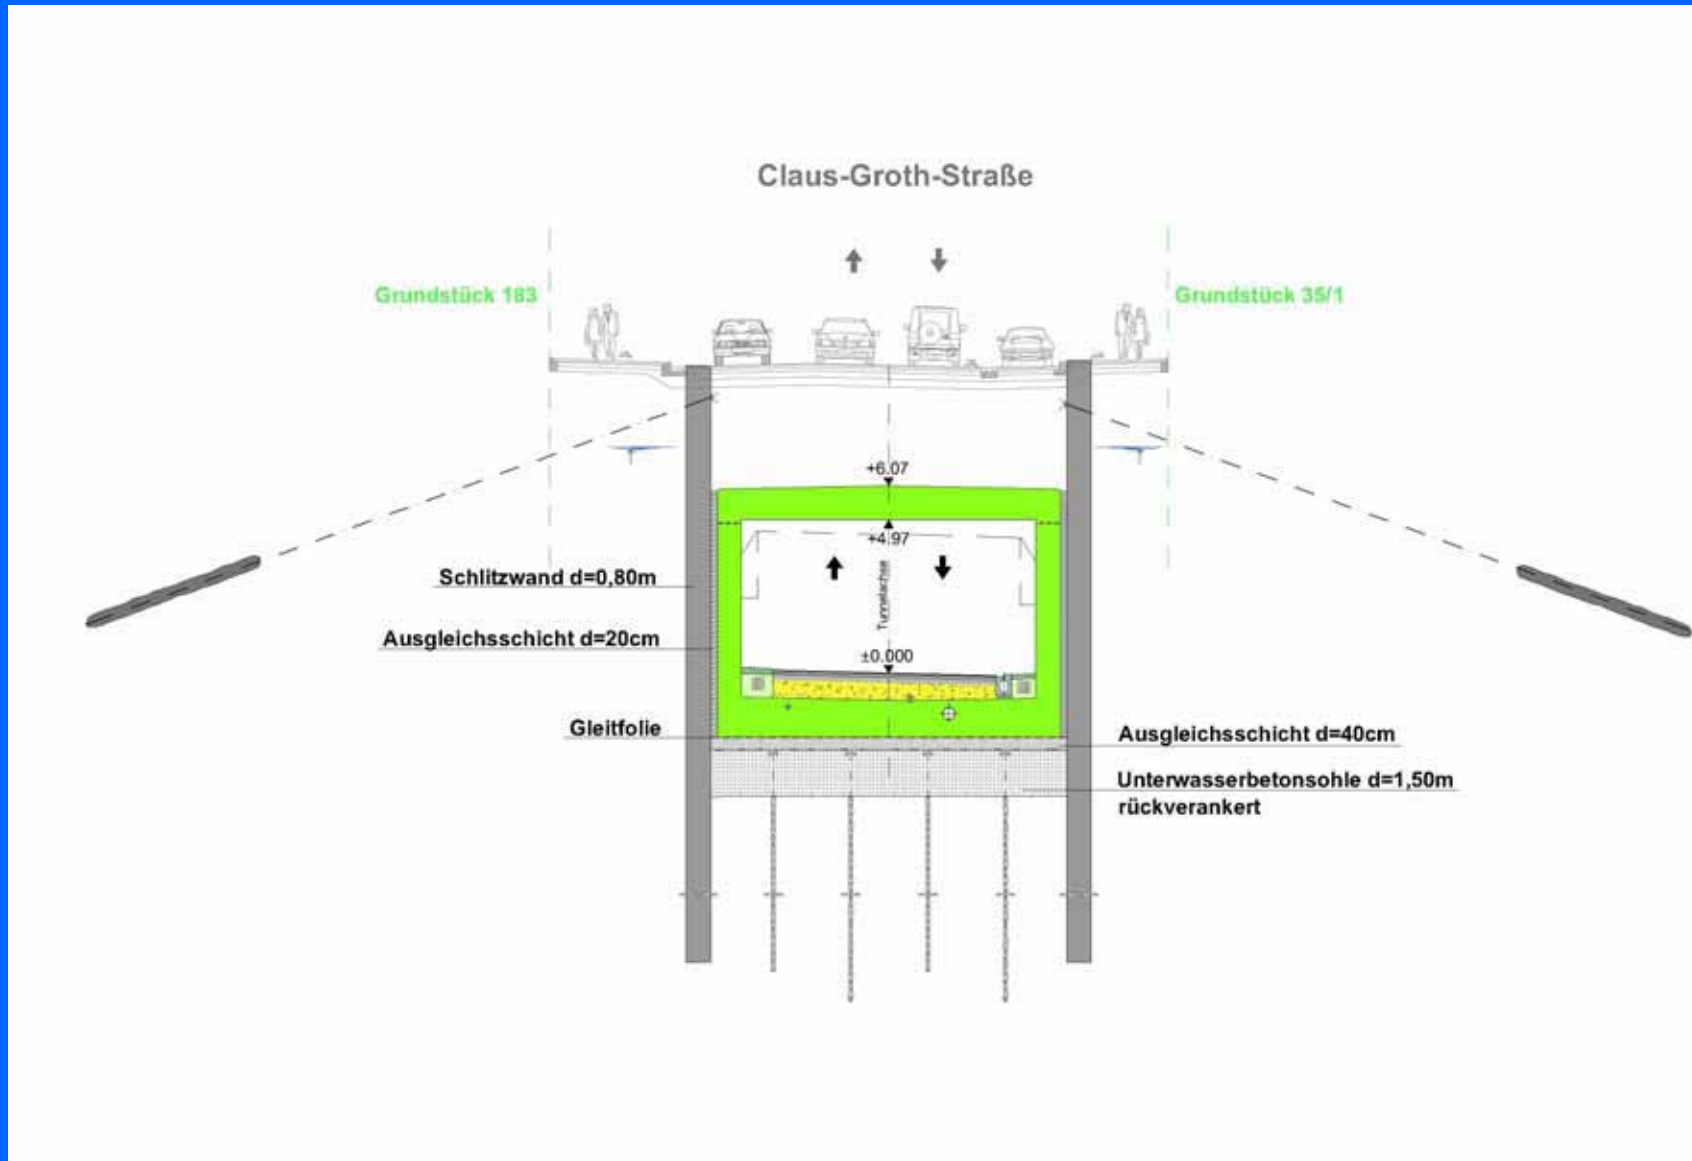 Claus-Groth-Straße
Grundstück 183
Grundstück 35/1
+6.07
+4.97
Tunnelachse
±0.000
Schlitzwand d=0,80m
Ausgleichsschicht d=20cm
Gleitfolie
Ausgleichsschicht d=40cm
Unterwasserbetonsohle d=1,50m
rückverankert